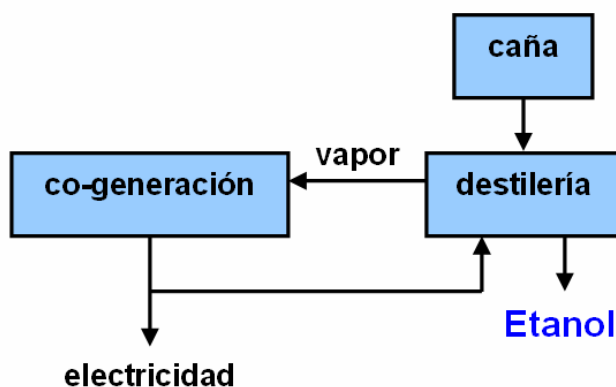 caña
vapor
co-generación
destilería
Etanol
electricidad